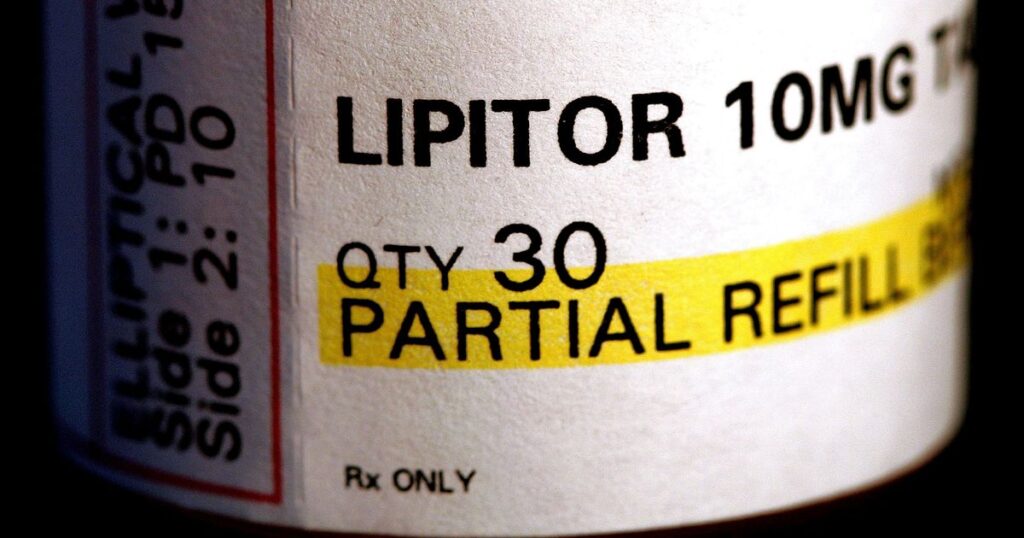 ELLIPTICAL
Side 1: PD
Side 2: 10
LIPITOR 10MG
QTY 30
PARTIAL REFILL
Rx ONLY